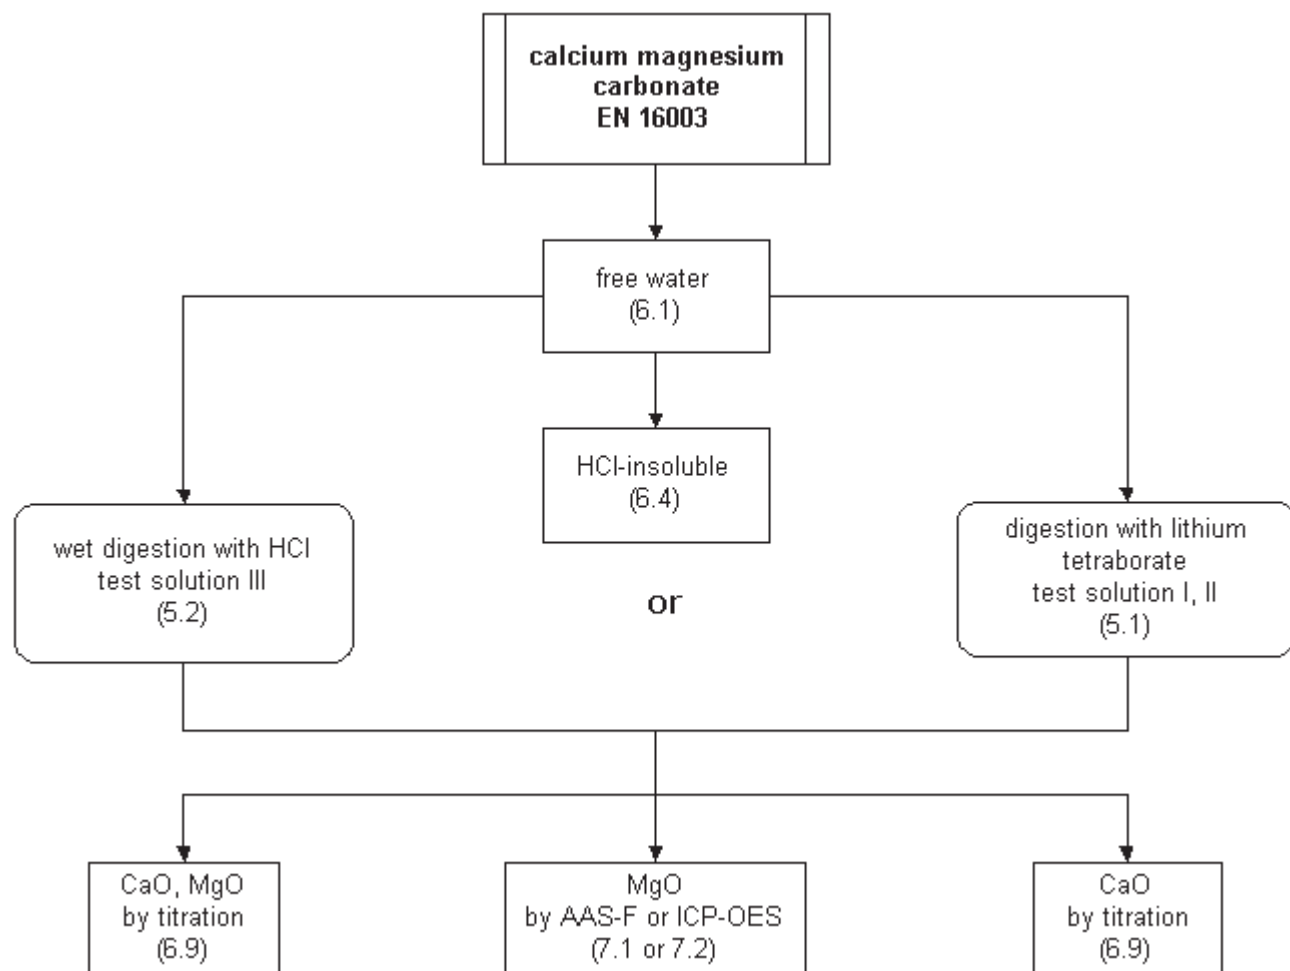 calcium magnesium
carbonate
EN 16003
free water
(6.1)
HCl-insoluble
(6.4)
wet digestion with HCl
test solution III
(5.2)
or
digestion with lithium
tetraborate
test solution I, II
(5.1)
CaO, MgO
by titration
(6.9)
MgO
by AAS-F or ICP-OES
(7.1 or 7.2)
CaO
by titration
(6.9)